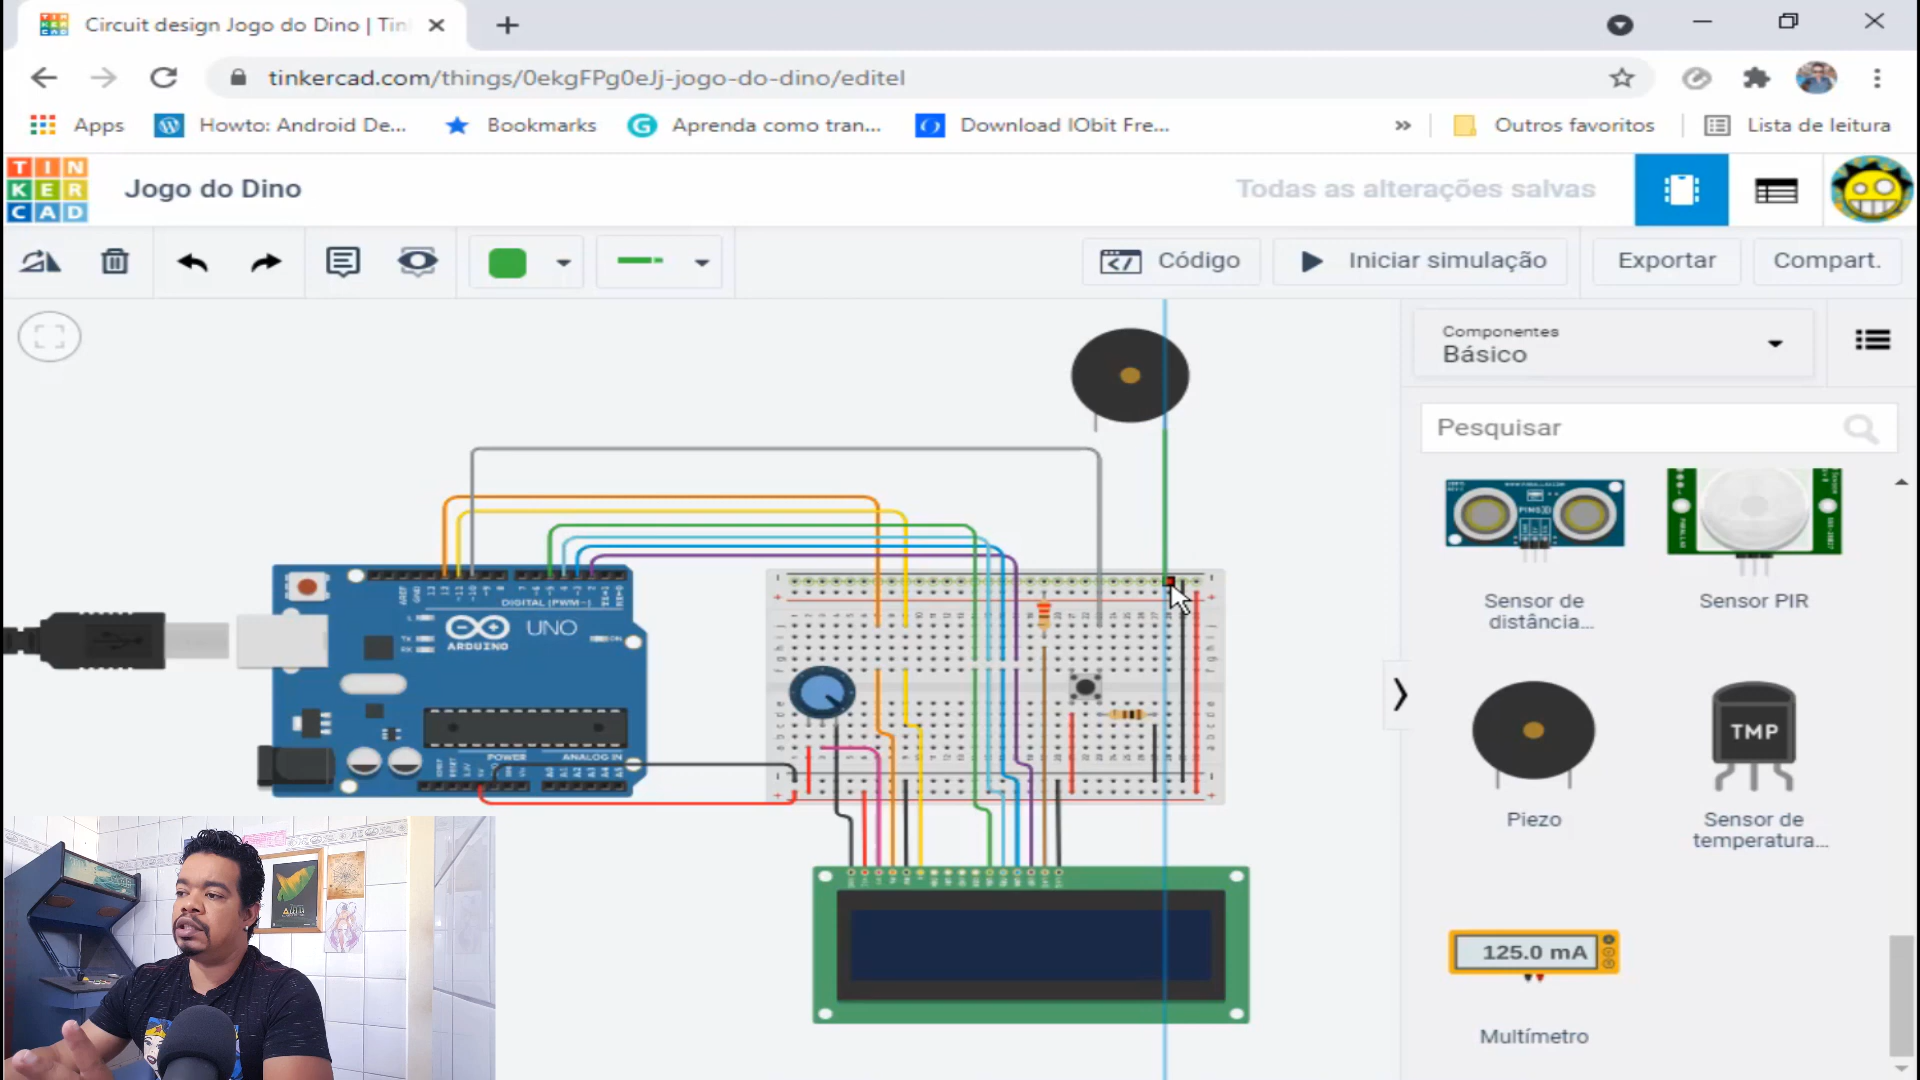 Circuit design Jogo do Dino | Tin
tinkercad.com/things/0ekgFPg0eJj-jogo-do-dino/editel
Apps
Howto: Android De...
Bookmarks
Aprenda como tran...
Download IObit Fre...
»
Outros favoritos
Lista de leitura
TIN
KER
CAD
Jogo do Dino
Todas as alterações salvas
Código
Iniciar simulação
Exportar
Compart.
Componentes
Básico
Pesquisar
Sensor de
distância...
Sensor PIR
DIGITAL (PWM~)
UNO
ARDUINO
POWER
ANALOG IN
TMP
Piezo
Sensor de
temperatura...
125.0 mA
Multímetro